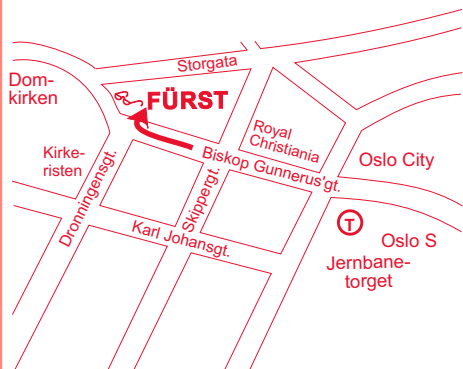 Storgata
Dom-
kirken
FÜRST
Royal
Christiania
Kirke-
risten
Biskop Gunnerus'gt.
Oslo City
Dronningensgt.
Skippergt.
Karl Johansgt.
T
Oslo S
Jernbane-
torget